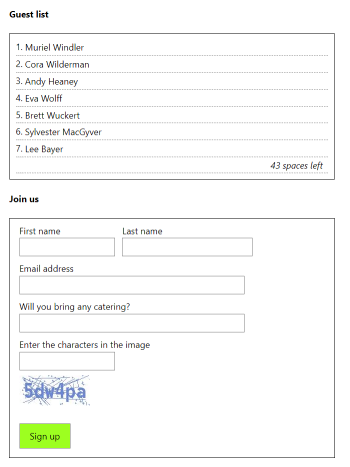 Guest list
1. Muriel Windler
2. Cora Wilderman
3. Andy Heaney
4. Eva Wolff
5. Brett Wuckert
6. Sylvester MacGyver
7. Lee Bayer
43 spaces left
Join us
First name Last name
Email address
Will you bring any catering?
Enter the characters in the image
5dw4pa
Sign up